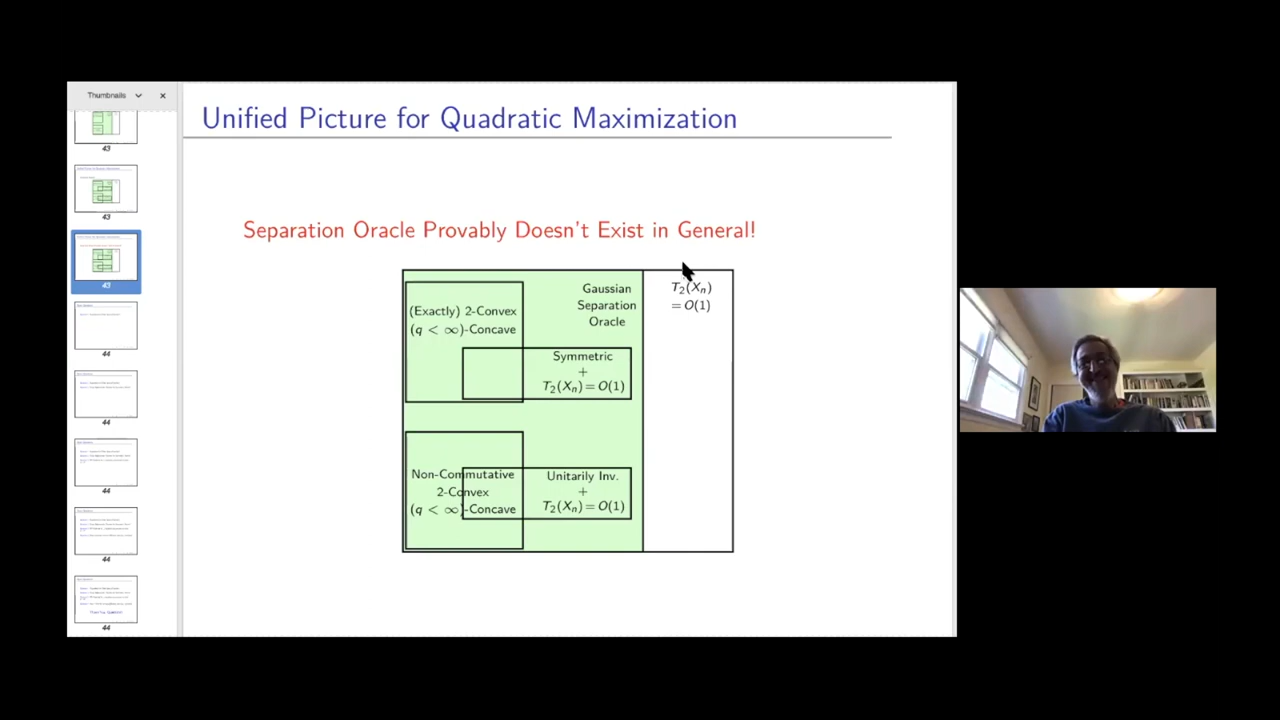 Thumbnails
Unified Picture for Quadratic Maximization
Separation Oracle Provably Doesn't Exist in General!
(Exactly) 2-Convex
(q < ∞)-Concave
Gaussian
Separation
Oracle
T₂(Xₙ)
= O(1)
Symmetric
+
T₂(Xₙ) = O(1)
Non-Commutative
2-Convex
(q < ∞)-Concave
Unitarily Inv.
+
T₂(Xₙ) = O(1)
43
43
43
44
44
44
44
44